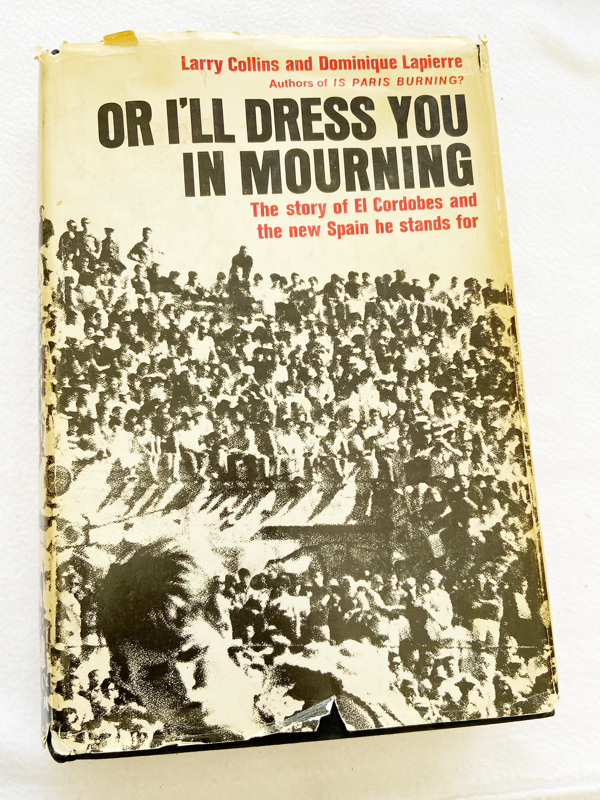 Larry Collins and Dominique Lapierre
Authors of IS PARIS BURNING?
OR I'LL DRESS YOU
IN MOURNING
The story of El Cordobes and
the new Spain he stands for